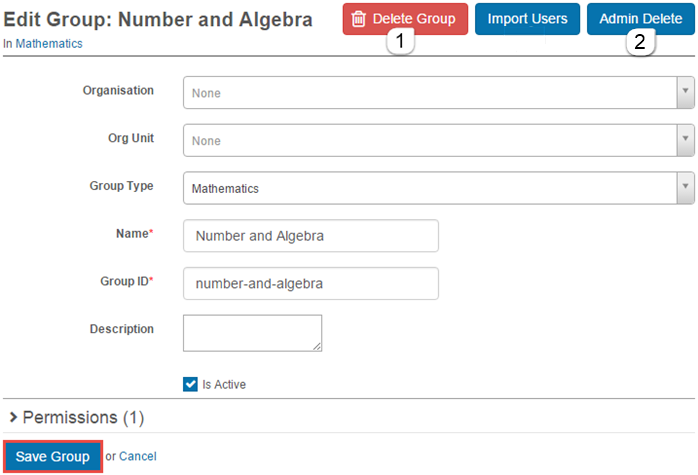 Edit Group: Number and Algebra
Delete Group
Import Users
Admin Delete
1
2
In Mathematics
Organisation
None
Org Unit
None
Group Type
Mathematics
Name*
Number and Algebra
Group ID*
number-and-algebra
Description
Is Active
Permissions (1)
Save Group or Cancel